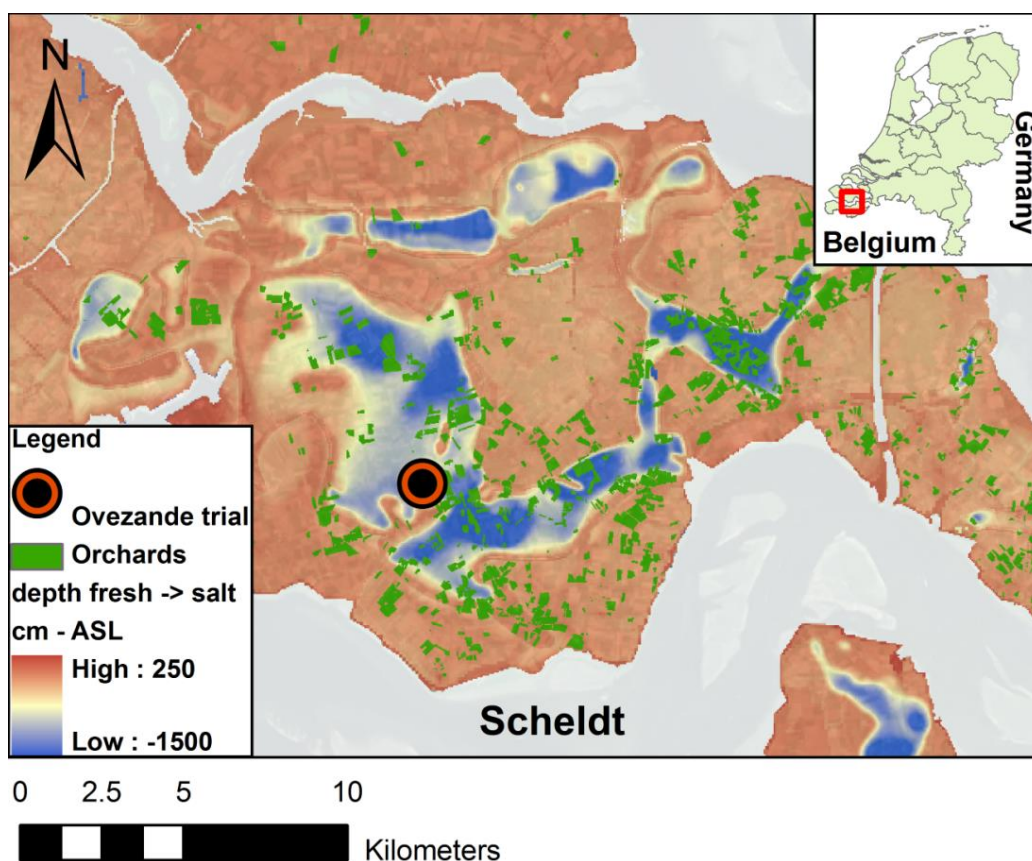 N
Germany
Belgium
Legend
Ovezande trial
Orchards
depth fresh -> salt
cm - ASL
High : 250
Low : -1500
Scheldt
0 2.5 5 10
Kilometers